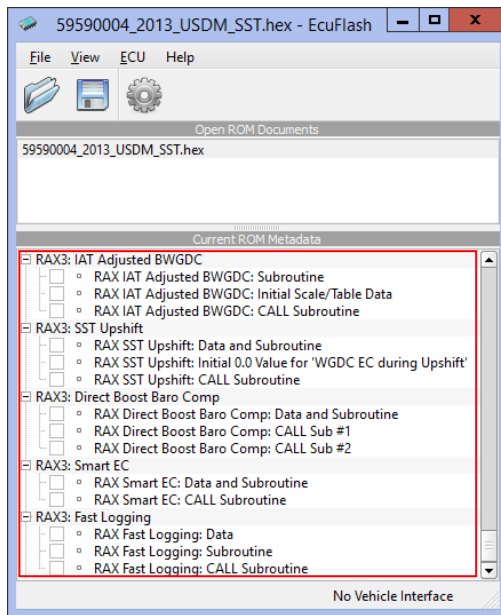 59590004_2013_USDM_SST.hex - EcuFlash
File View ECU Help
Open ROM Documents
59590004_2013_USDM_SST.hex
Current ROM Metadata
RAX3: IAT Adjusted BWGDC
RAX IAT Adjusted BWGDC: Subroutine
RAX IAT Adjusted BWGDC: Initial Scale/Table Data
RAX IAT Adjusted BWGDC: CALL Subroutine
RAX3: SST Upshift
RAX SST Upshift: Data and Subroutine
RAX SST Upshift: Initial 0.0 Value for 'WGDC EC during Upshift'
RAX SST Upshift: CALL Subroutine
RAX3: Direct Boost Baro Comp
RAX Direct Boost Baro Comp: Data and Subroutine
RAX Direct Boost Baro Comp: CALL Sub #1
RAX Direct Boost Baro Comp: CALL Sub #2
RAX3: Smart EC
RAX Smart EC: Data and Subroutine
RAX Smart EC: CALL Subroutine
RAX3: Fast Logging
RAX Fast Logging: Data
RAX Fast Logging: Subroutine
RAX Fast Logging: CALL Subroutine
No Vehicle Interface